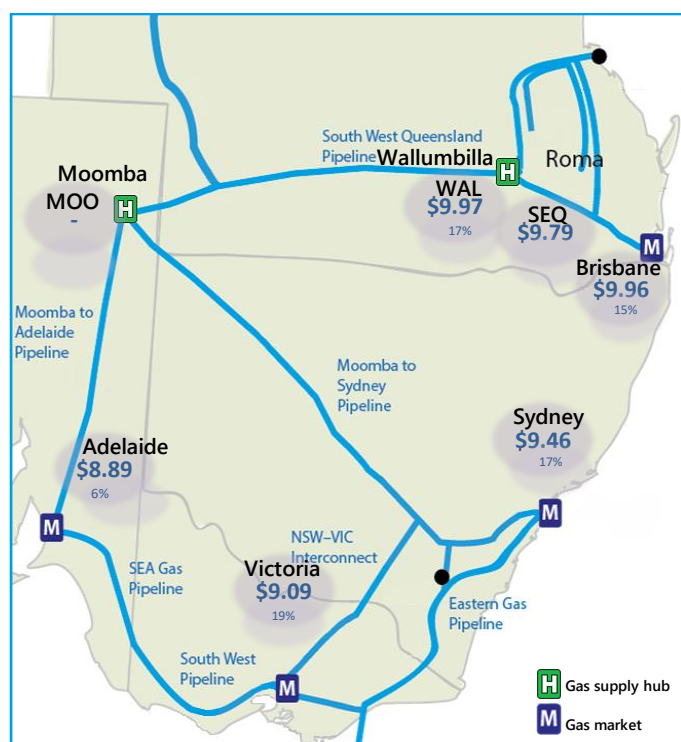 South West Queensland
Pipeline
Wallumbilla
H
Roma
Moomba
MOO
H
-
WAL
$9.97
17%
SEQ
$9.79
M
Brisbane
$9.96
15%
Moomba to
Adelaide
Pipeline
Moomba to
Sydney
Pipeline
Sydney
$9.46
17%
Adelaide
$8.89
6%
M
M
NSW–VIC
Interconnect
SEA Gas
Pipeline
Victoria
$9.09
19%
Eastern Gas
Pipeline
South West
Pipeline
M
H Gas supply hub
M Gas market